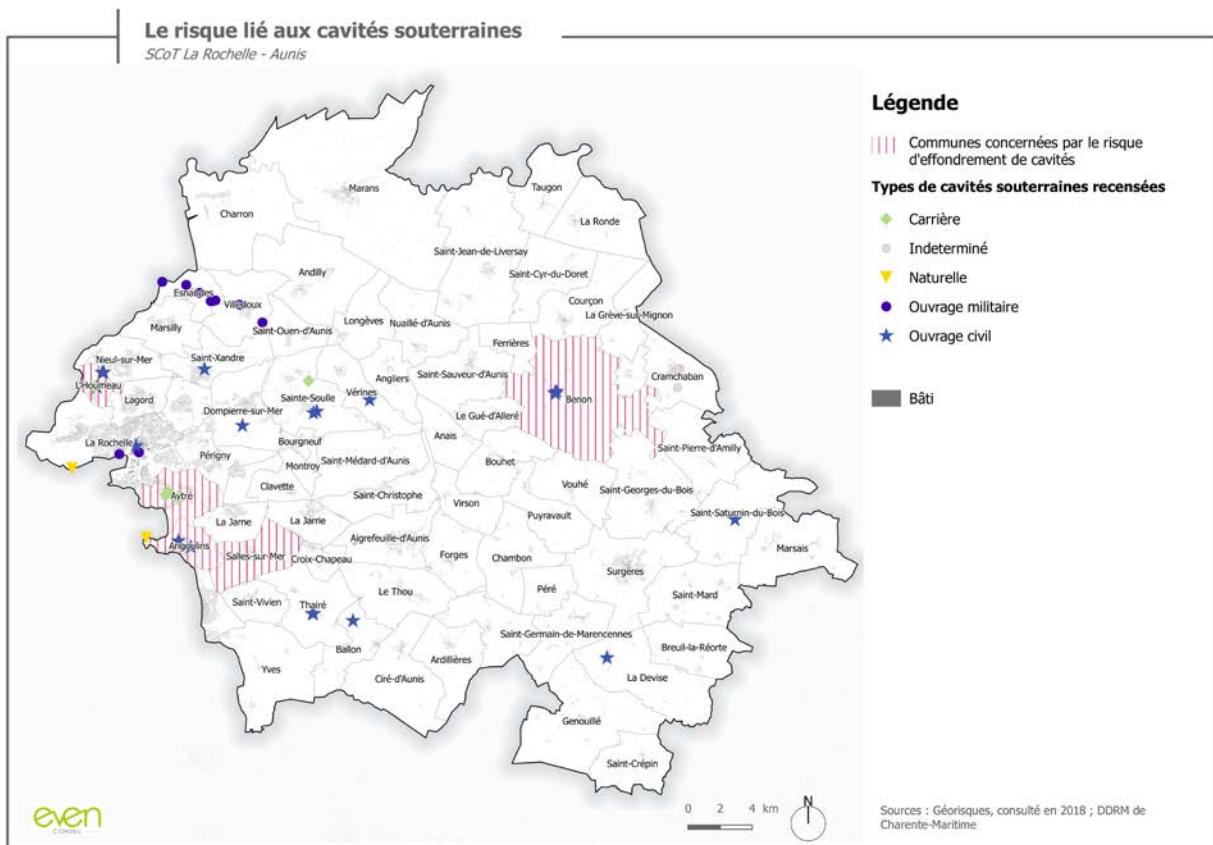 Le risque lié aux cavités souterraines
SCoT La Rochelle - Aunis
Légende
Communes concernées par le risque
d'effondrement de cavités
Types de cavités souterraines recensées
Carrière
Indeterminé
Naturelle
Ouvrage militaire
Ouvrage civil
Bâti
Marans
Taugon
La Ronde
Charron
Saint-Jean-de-Liversay
Andilly
Saint-Cyr-du-Doret
Esnandes
Villedoux
Courçon
La Grève-sur-Mignon
Marsilly
Saint-Ouen-d'Aunis
Longèves
Nuaillé-d'Aunis
Ferrières
Nieul-sur-Mer
Saint-Xandre
Saint-Sauveur-d'Aunis
Cramchaban
Angliers
L'Houmeau
Lagord
Sainte-Soulle
Vérines
Benon
Dompierre-sur-Mer
Le Gué-d'Alleré
La Rochelle
Bourgneuf
Anais
Saint-Pierre-d'Amilly
Périgny
Montroy
Saint-Médard-d'Aunis
Bouhet
Clavette
Vouhé
Saint-Georges-du-Bois
Aytré
Saint-Christophe
Virson
La Jarne
La Jarrie
Puyravault
Saint-Saturnin-du-Bois
Angoulins
Salles-sur-Mer
Croix-Chapeau
Aigrefeuille-d'Aunis
Forges
Chambon
Marsais
Surgères
Saint-Vivien
Thairé
Le Thou
Péré
Saint-Mard
Saint-Germain-de-Marencennes
Ballon
Breuil-la-Réorte
Yves
Ardillières
Ciré-d'Aunis
La Devise
Genouillé
Saint-Crépin
even
CONSEIL
0 2 4 km
N
Sources : Géorisques, consulté en 2018 ; DDRM de
Charente-Maritime